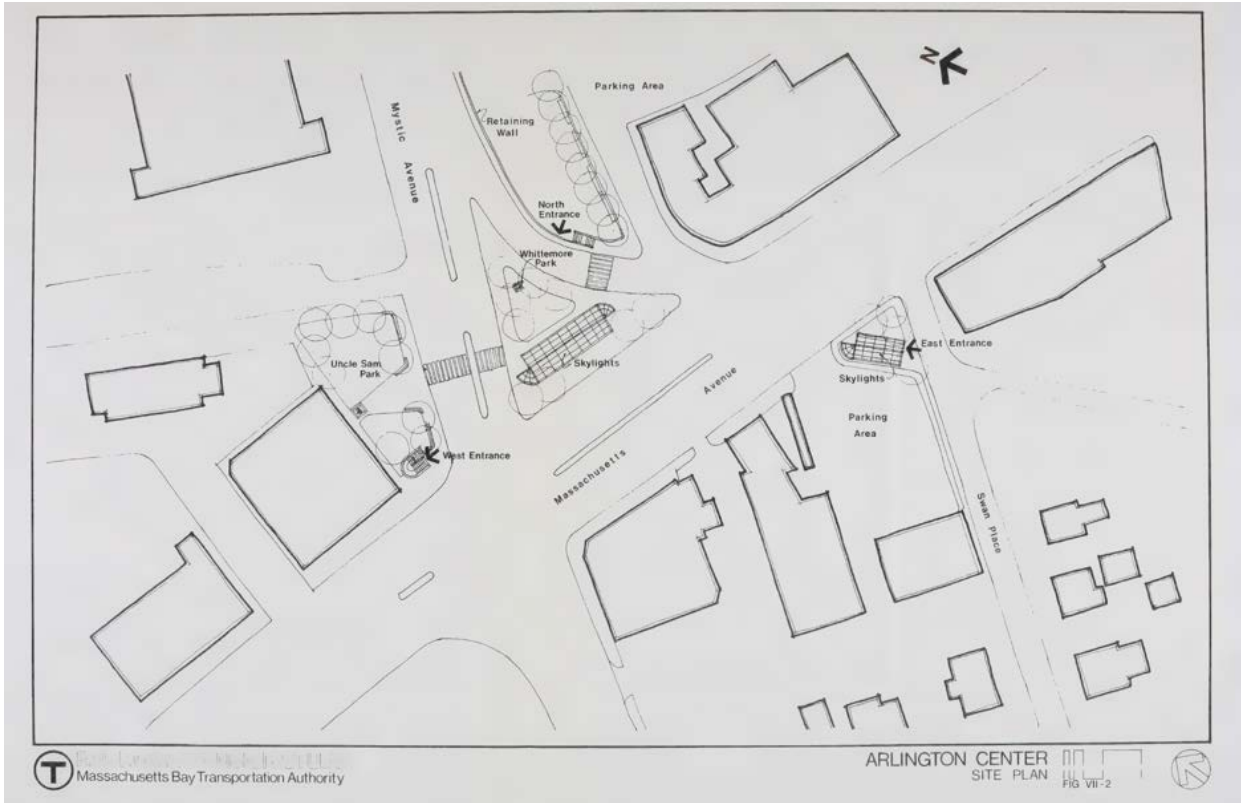 N
Parking Area
Mystic
Avenue
Retaining
Wall
North
Entrance
Whittemore
Park
Uncle Sam
Park
Skylights
East Entrance
Skylights
Parking
Area
West Entrance
Massachusetts
Avenue
Swan Place
T
Massachusetts Bay Transportation Authority
ARLINGTON CENTER
SITE PLAN
FIG VII-2